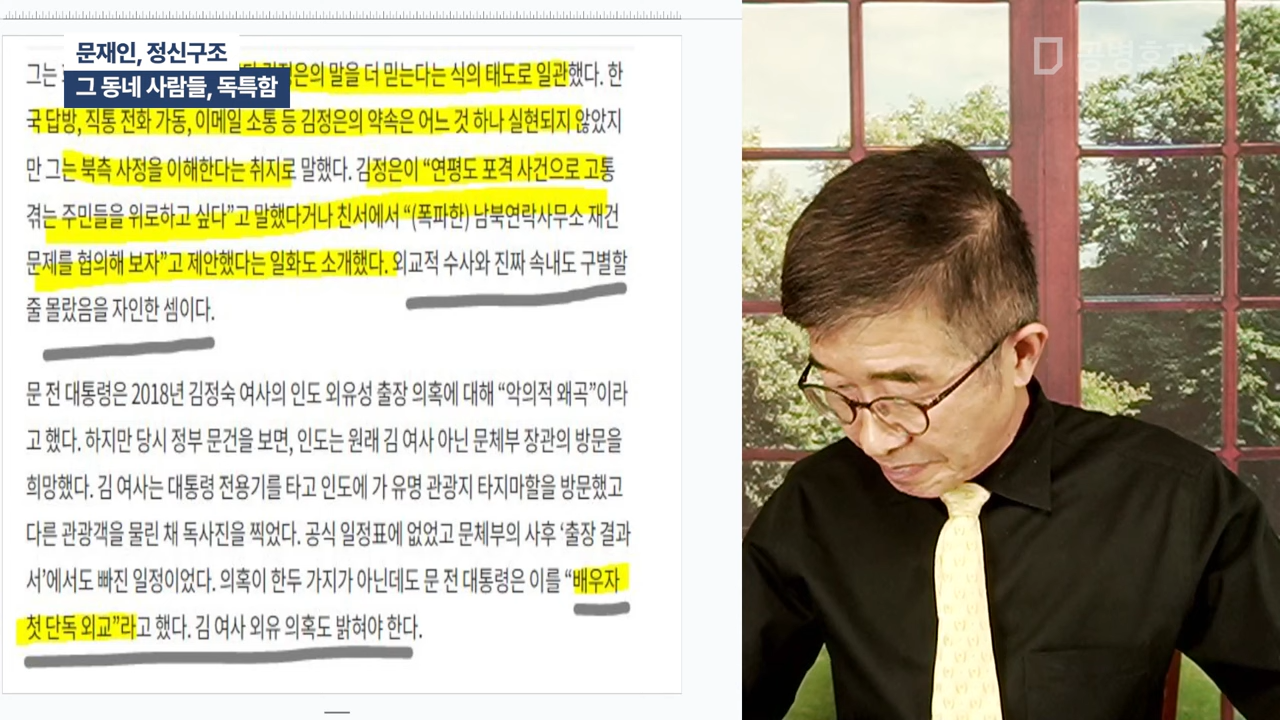 문재인, 정신구조
그 동네 사람들, 독특함
그는 김정은의 말을 더 믿는다는 식의 태도로 일관했다. 한
국 답방, 직통 전화 가동, 이메일 소통 등 김정은의 약속은 어느 것 하나 실현되지 않았지
만 그는 북측 사정을 이해한다는 취지로 말했다. 김정은이 “연평도 포격 사건으로 고통
겪는 주민들을 위로하고 싶다”고 말했다거나 친서에서 “(폭파한) 남북연락사무소 재건
문제를 협의해 보자”고 제안했다는 일화도 소개했다. 외교적 수사와 진짜 속내도 구별할
줄 몰랐음을 자인한 셈이다.
문 전 대통령은 2018년 김정숙 여사의 인도 외유성 출장 의혹에 대해 “악의적 왜곡”이라
고 했다. 하지만 당시 정부 문건을 보면, 인도는 원래 김 여사 아닌 문체부 장관의 방문을
희망했다. 김 여사는 대통령 전용기를 타고 인도에 가 유명 관광지 타지마할을 방문했고
다른 관광객을 물린 채 독사진을 찍었다. 공식 일정표에 없었고 문체부의 사후 ‘출장 결과
서’에서도 빠진 일정이었다. 의혹이 한두 가지가 아닌데도 문 전 대통령은 이를 “배우자
첫 단독 외교”라고 했다. 김 여사 외유 의혹도 밝혀야 한다.